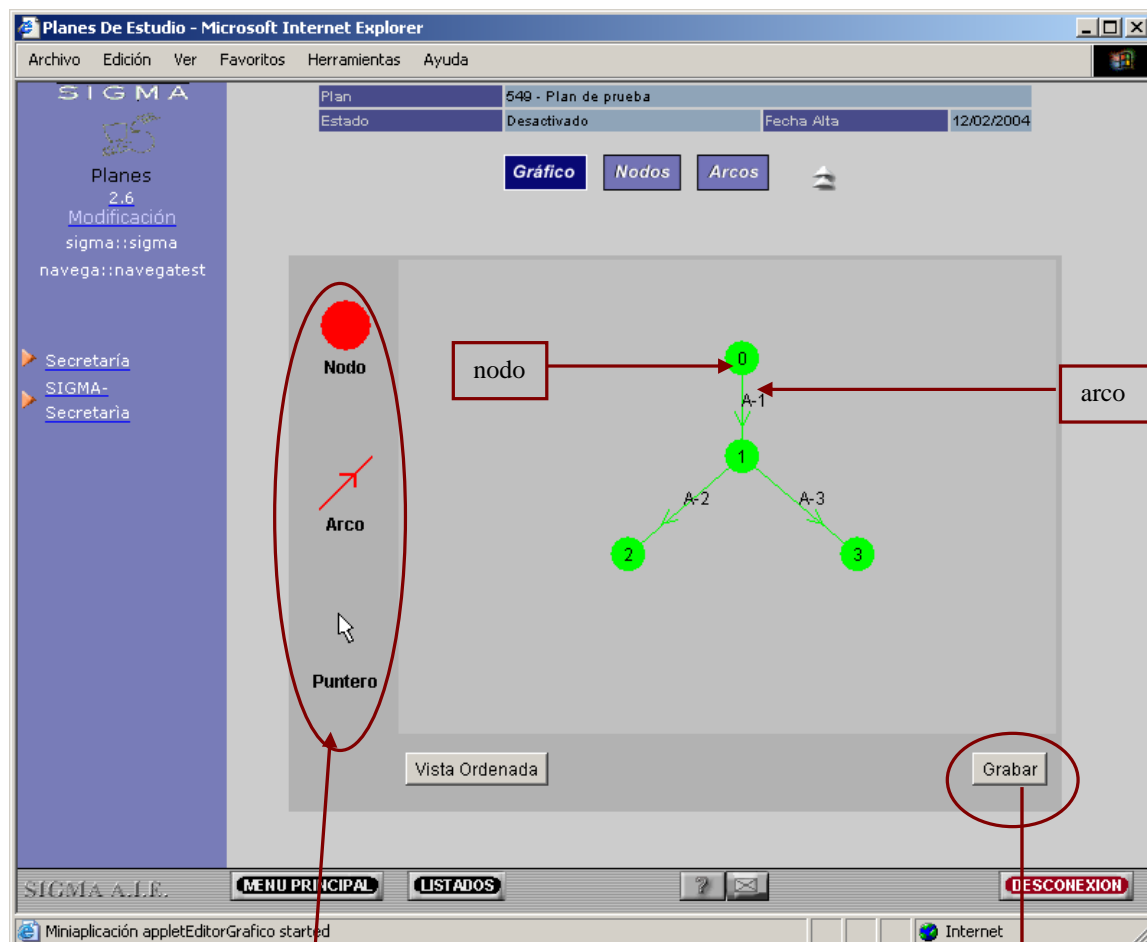 Planes De Estudio - Microsoft Internet Explorer
Archivo Edición Ver Favoritos Herramientas Ayuda
SIGMA
Planes
2.6
Modificación
sigma::sigma
navega::navegatest
Secretaría
SIGMA-
Secretarìa
Plan 549 - Plan de prueba
Estado Desactivado Fecha Alta 12/02/2004
Gráfico Nodos Arcos
Nodo
Arco
Puntero
nodo
arco
0
A-1
1
A-2 A-3
2 3
Vista Ordenada Grabar
SIGMA A.I.E. MENU PRINCIPAL LISTADOS ? DESCONEXION
Miniaplicación appletEditorGrafico started Internet